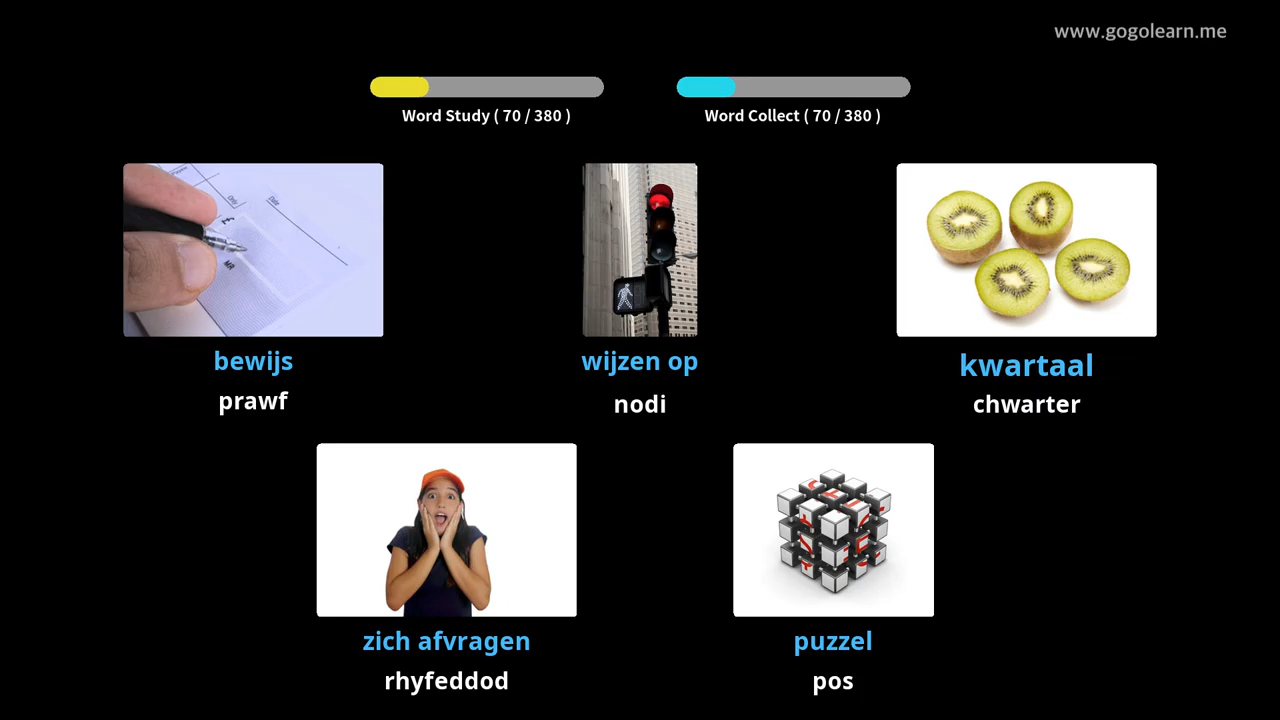 www.gogolearn.me
Word Study ( 70 / 380 )
Word Collect ( 70 / 380 )
bewijs
prawf
wijzen op
nodi
kwartaal
chwarter
zich afvragen
rhyfeddod
puzzel
pos